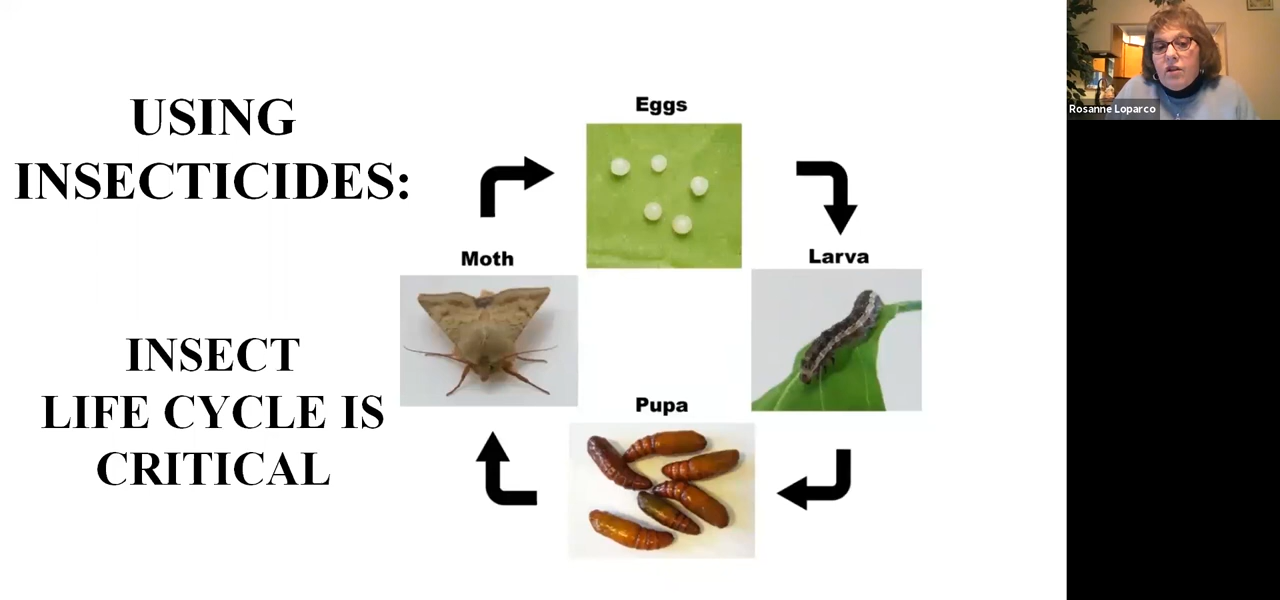 USING
INSECTICIDES:
INSECT
LIFE CYCLE IS
CRITICAL
Eggs
Moth
Larva
Pupa
Rosanne Loparco